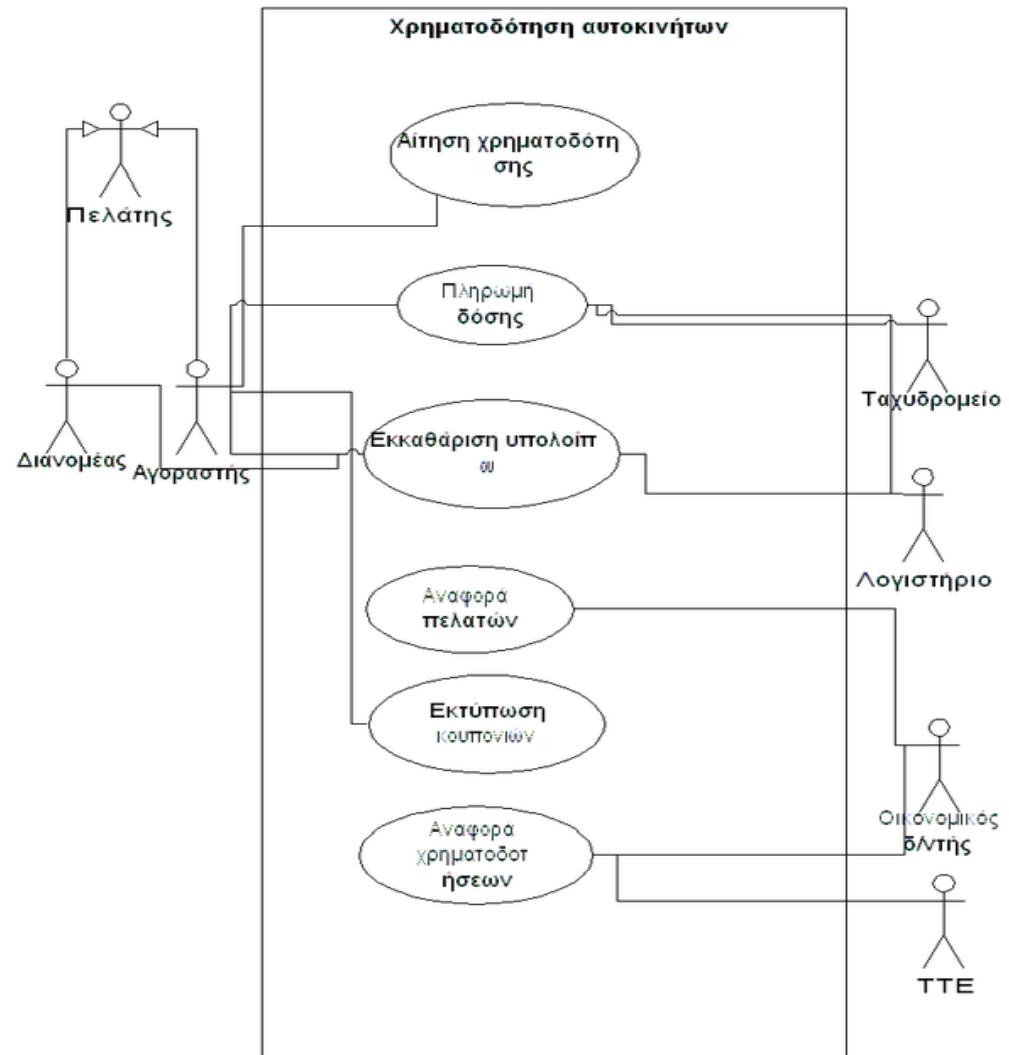 Χρηματοδότηση αυτοκινήτων
Αίτηση χρηματοδότη
σης
Πελάτης
Πληρωμη
δόσης
Ταχυδρομείο
Διανομέας
Αγοραστής
Εκκαθάριση υπολοίπ
ου
Λογιστήριο
Αναφορά
πελατών
Εκτύπωση
κουπονιών
Οικονομικός
δ/ντής
Αναφορά
χρηματοδοτ
ήσεων
ΤΤΕ